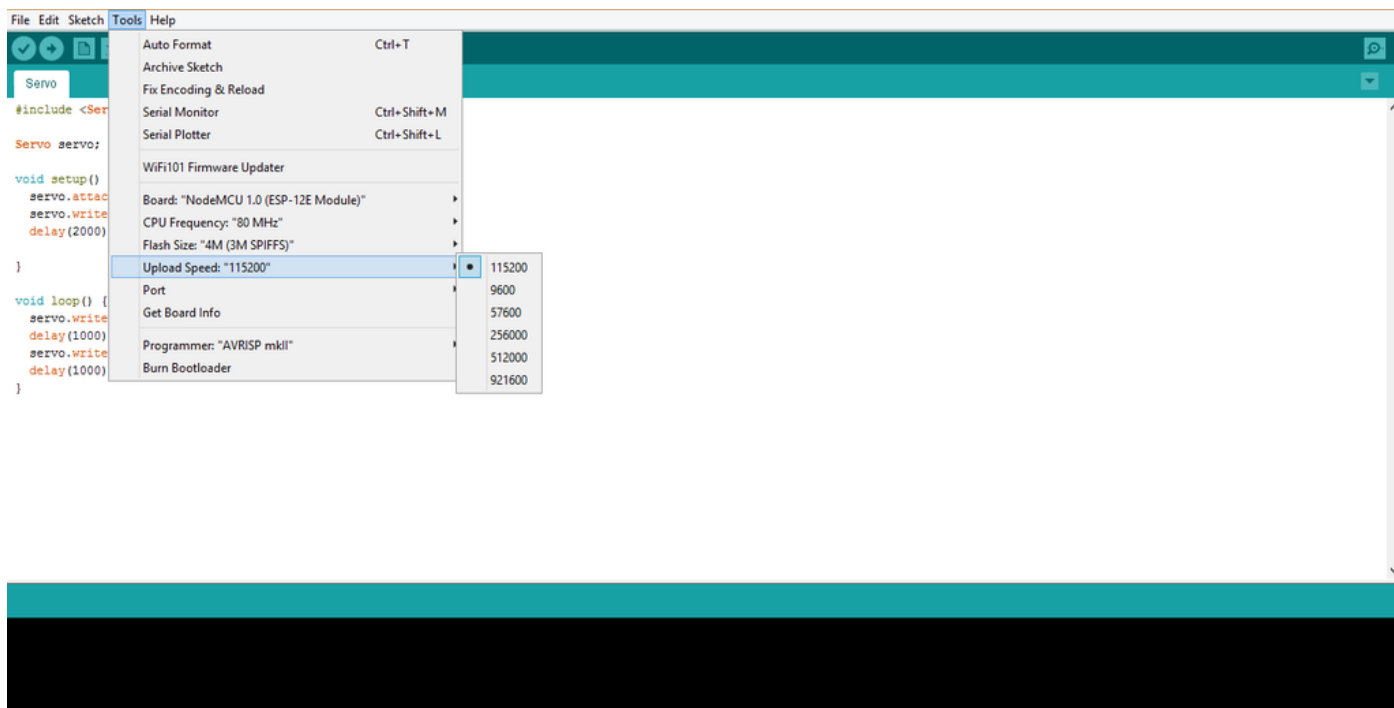 File Edit Sketch Tools Help
Auto Format Ctrl+T
Archive Sketch
Fix Encoding & Reload
Serial Monitor Ctrl+Shift+M
Serial Plotter Ctrl+Shift+L
WiFi101 Firmware Updater
Board: "NodeMCU 1.0 (ESP-12E Module)"
CPU Frequency: "80 MHz"
Flash Size: "4M (3M SPIFFS)"
Upload Speed: "115200"
Port
Get Board Info
Programmer: "AVRISP mkII"
Burn Bootloader
115200
9600
57600
256000
512000
921600
Servo
#include <Ser
Servo servo;
void setup()
servo.attac
servo.write
delay(2000)
}
void loop() {
servo.write
delay(1000)
servo.write
delay(1000)
}